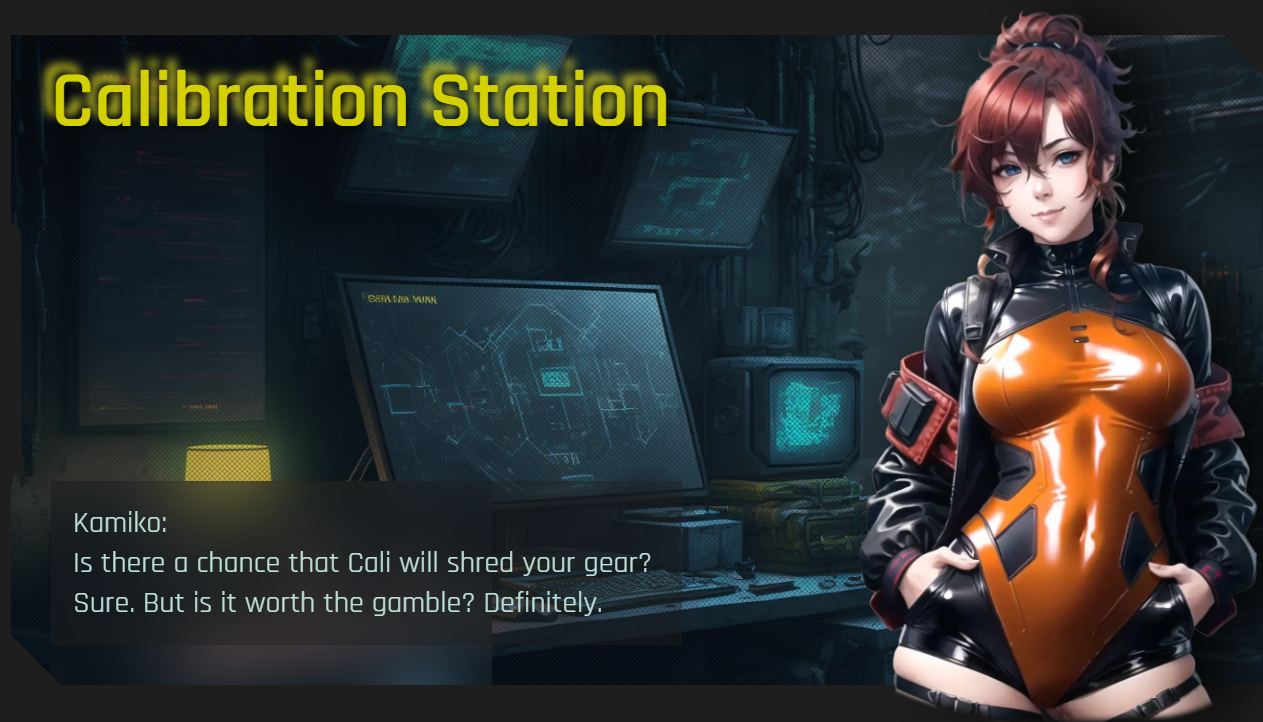 Calibration Station
Kamiko:
Is there a chance that Cali will shred your gear?
Sure. But is it worth the gamble? Definitely.